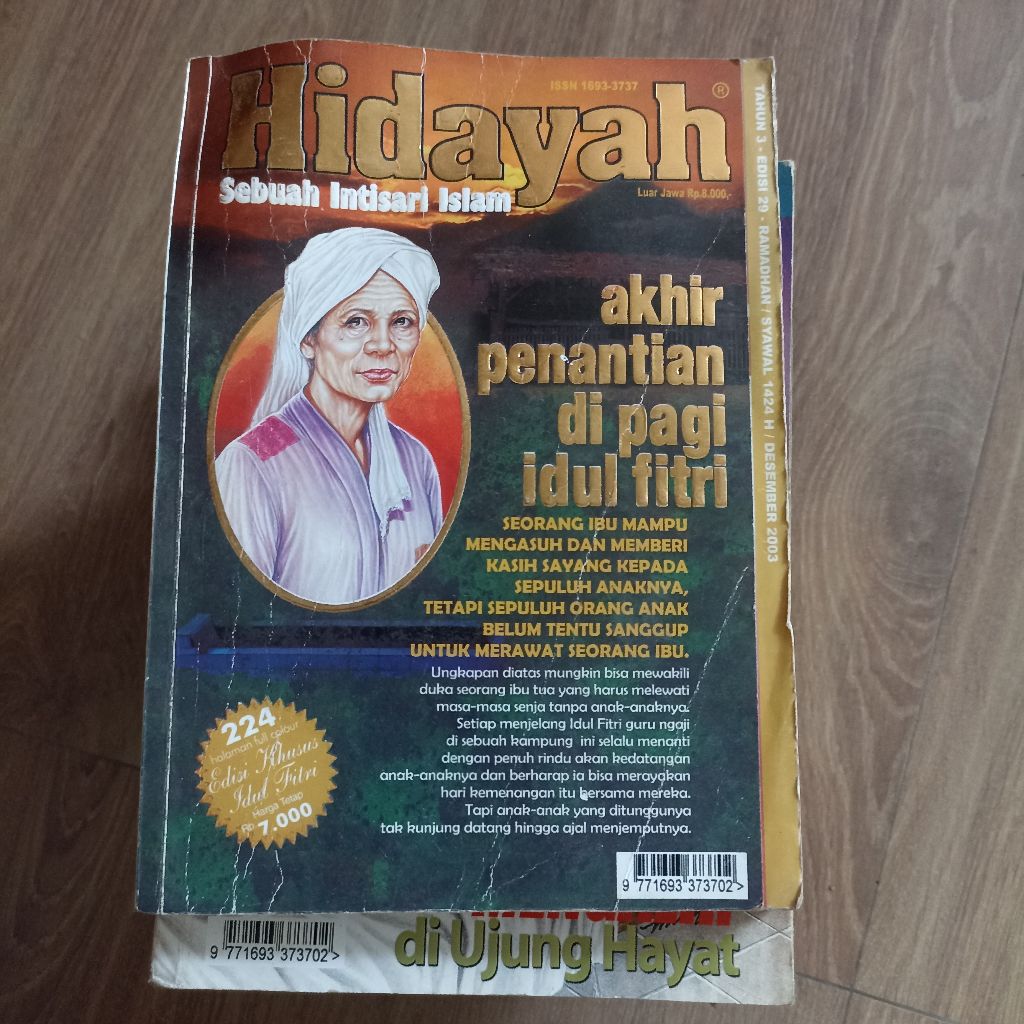 Hidayah
ISSN 1693-3737
®
Sebuah Intisari Islam
Luar Jawa Rp.8.000,-
TAHUN 3 · EDISI 29 · RAMADHAN / SYAWAL 1424 H / DESEMBER 2003
akhir
penantian
di pagi
idul fitri
SEORANG IBU MAMPU
MENGASUH DAN MEMBERI
KASIH SAYANG KEPADA
SEPULUH ANAKNYA,
TETAPI SEPULUH ORANG ANAK
BELUM TENTU SANGGUP
UNTUK MERAWAT SEORANG IBU.
Ungkapan diatas mungkin bisa mewakili
duka seorang ibu tua yang harus melewati
masa-masa senja tanpa anak-anaknya.
Setiap menjelang Idul Fitri guru ngaji
di sebuah kampung ini selalu menanti
dengan penuh rindu akan kedatangan
anak-anaknya dan berharap ia bisa merayakan
hari kemenangan itu bersama mereka.
Tapi anak-anak yang ditunggunya
tak kunjung datang hingga ajal menjemputnya.
224
halaman full colour
Edisi Khusus
Idul Fitri
Harga Tetap
Rp 7.000
9 771693 373702>
9 771693 373702>
di Ujung Hayat